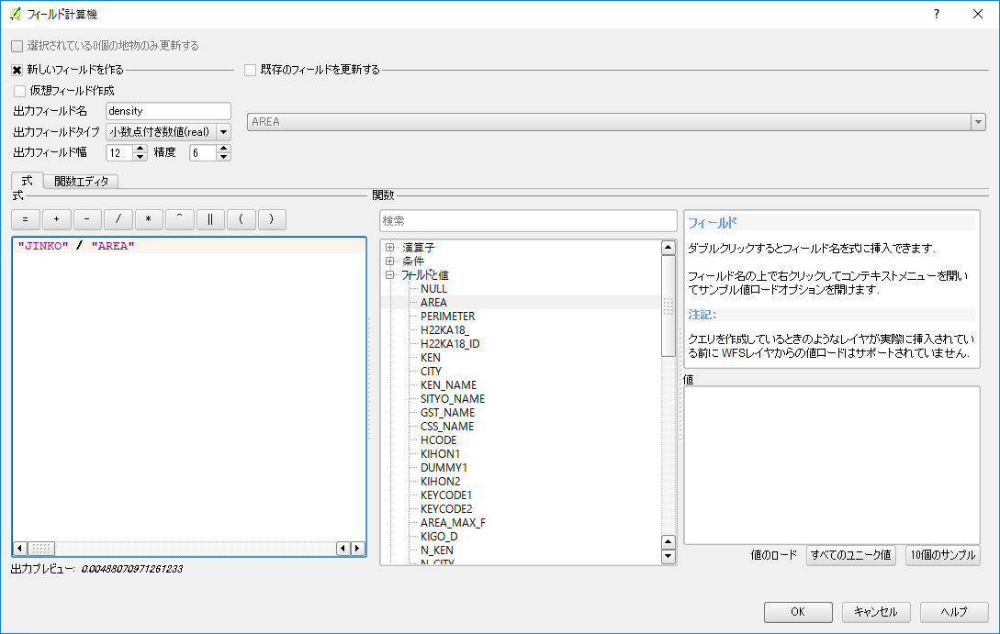 フィールド計算機
選択されている0個の地物のみ更新する
新しいフィールドを作る
既存のフィールドを更新する
仮想フィールド作成
出力フィールド名 density
AREA
出力フィールドタイプ 小数点付き数値(real)
出力フィールド幅 12 精度 6
式 関数エディタ
式
関数
= + - / * ^ || ( )
"JINKO" / "AREA"
出力プレビュー: 0.00488070971261233
検索
演算子
条件
フィールドと値
NULL
AREA
PERIMETER
H22KA18_
H22KA18_ID
KEN
CITY
KEN_NAME
SITYO_NAME
GST_NAME
CSS_NAME
HCODE
KIHON1
DUMMY1
KIHON2
KEYCODE1
KEYCODE2
AREA_MAX_F
KIGO_D
N_KEN
N_CITY
フィールド
ダブルクリックするとフィールド名を式に挿入できます.
フィールド名の上で右クリックしてコンテキストメニューを開い
てサンプル値ロードオプションを開けます.
注記:
クエリを作成しているときのようなレイヤが実際に挿入されてい
る前に WFSレイヤからの値ロードはサポートされていません.
値
値のロード すべてのユニーク値 10個のサンプル
OK キャンセル ヘルプ